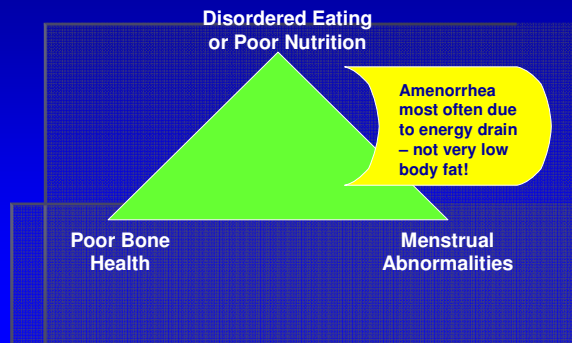 Disordered Eating
or Poor Nutrition
Amenorrhea
most often due
to energy drain
– not very low
body fat!
Poor Bone
Health
Menstrual
Abnormalities